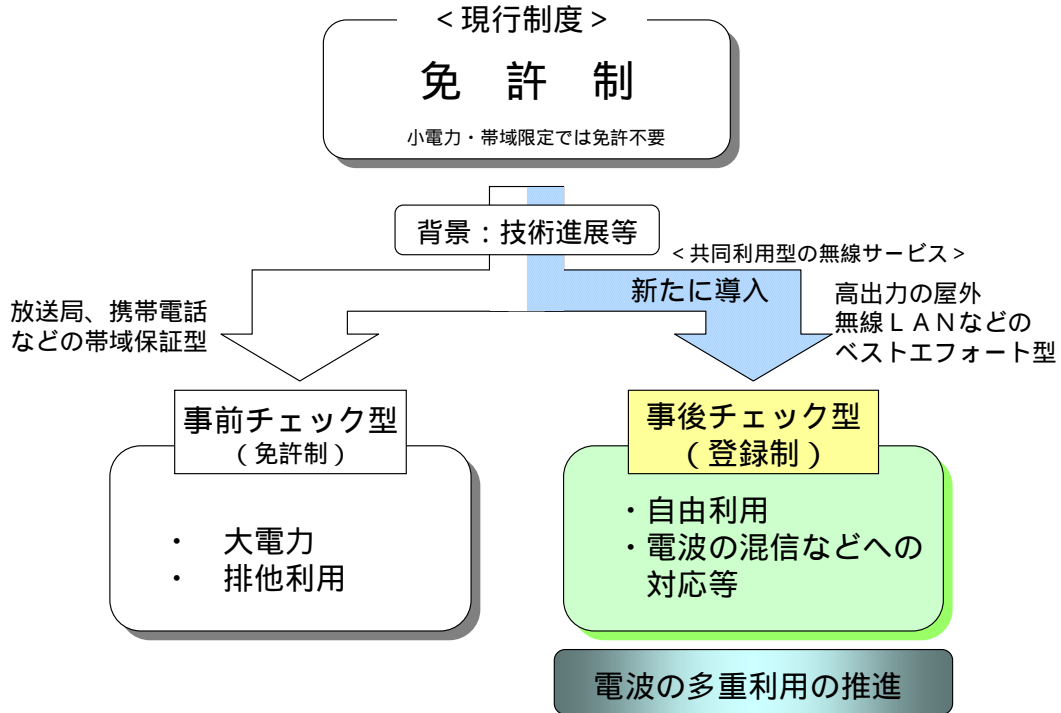 ＜現行制度＞
免　許　制
小電力・帯域限定では免許不要
背景：技術進展等
＜共同利用型の無線サービス＞
新たに導入
放送局、携帯電話
などの帯域保証型
高出力の屋外
無線ＬＡＮなどの
ベストエフォート型
事前チェック型
（免許制）
・　大電力
・　排他利用
事後チェック型
（登録制）
・自由利用
・電波の混信などへの
対応等
電波の多重利用の推進